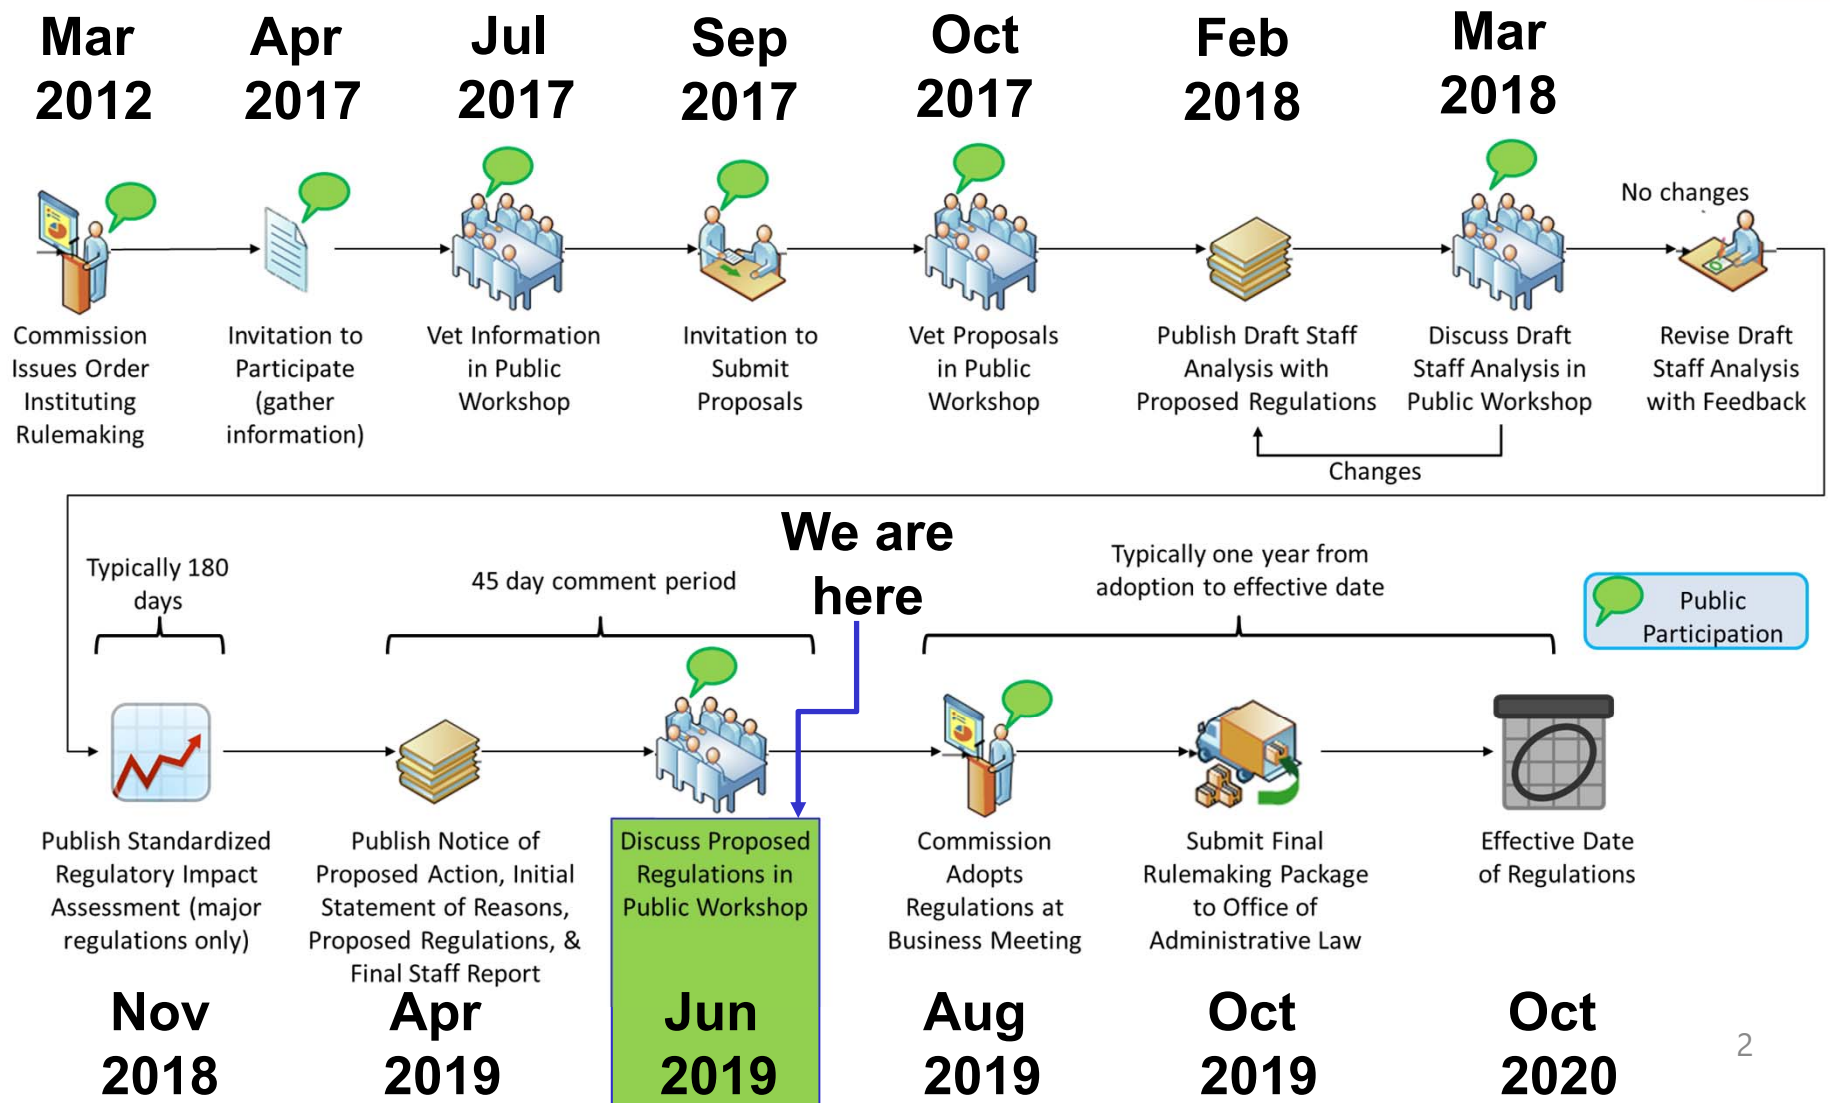 Mar
2012
Apr
2017
Jul
2017
Sep
2017
Oct
2017
Feb
2018
Mar
2018
No changes
Commission
Issues Order
Instituting
Rulemaking
Invitation to
Participate
(gather
information)
Vet Information
in Public
Workshop
Invitation to
Submit
Proposals
Vet Proposals
in Public
Workshop
Publish Draft Staff
Analysis with
Proposed Regulations
Discuss Draft
Staff Analysis in
Public Workshop
Revise Draft
Staff Analysis
with Feedback
Changes
We are
here
Typically 180
days
45 day comment period
Typically one year from
adoption to effective date
Public
Participation
Publish Standardized
Regulatory Impact
Assessment (major
regulations only)
Publish Notice of
Proposed Action, Initial
Statement of Reasons,
Proposed Regulations, &
Final Staff Report
Discuss Proposed
Regulations in
Public Workshop
Commission
Adopts
Regulations at
Business Meeting
Submit Final
Rulemaking Package
to Office of
Administrative Law
Effective Date
of Regulations
Nov
2018
Apr
2019
Jun
2019
Aug
2019
Oct
2019
Oct
2020
2